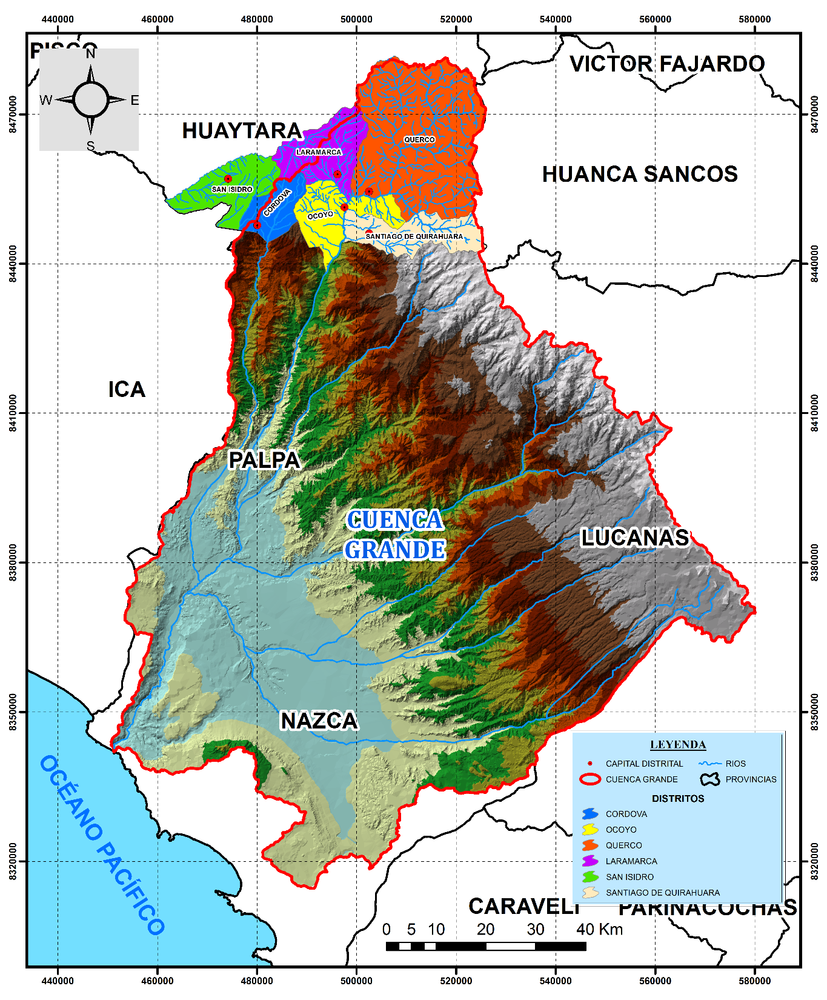 440000 460000 480000 500000 520000 540000 560000 580000
PISCO
N
W E
S
VICTOR FAJARDO
8470000 8470000
HUAYTARA
QUERCO
LARAMARCA
HUANCA SANCOS
SAN ISIDRO
CORDOVA
OCOYO
SANTIAGO DE QUIRAHUARA
8440000 8440000
ICA
8410000 8410000
PALPA
CUENCA
GRANDE
LUCANAS
8380000 8380000
8350000 8350000
NAZCA
OCÉANO PACÍFICO
LEYENDA
CAPITAL DISTRITAL RIOS
CUENCA GRANDE PROVINCIAS
DISTRITOS
CORDOVA
OCOYO
QUERCO
LARAMARCA
SAN ISIDRO
SANTIAGO DE QUIRAHUARA
8320000 8320000
CARAVELI PARINACOCHAS
0 5 10 20 30 40 Km
440000 460000 480000 500000 520000 540000 560000 580000